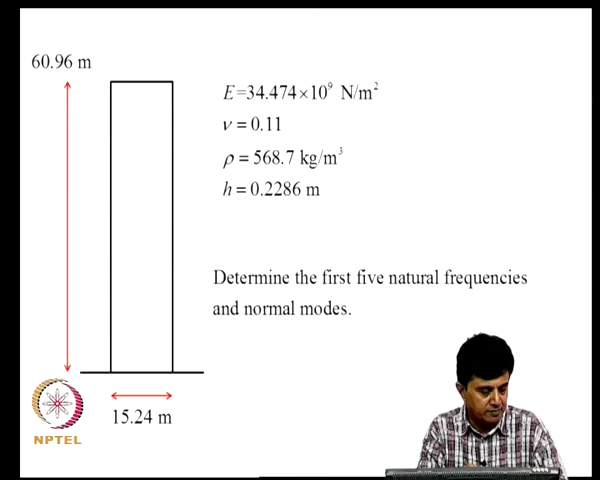 60.96 m
E=34.474×10⁹ N/m²
ν = 0.11
ρ = 568.7 kg/m³
h = 0.2286 m
Determine the first five natural frequencies
and normal modes.
15.24 m
NPTEL